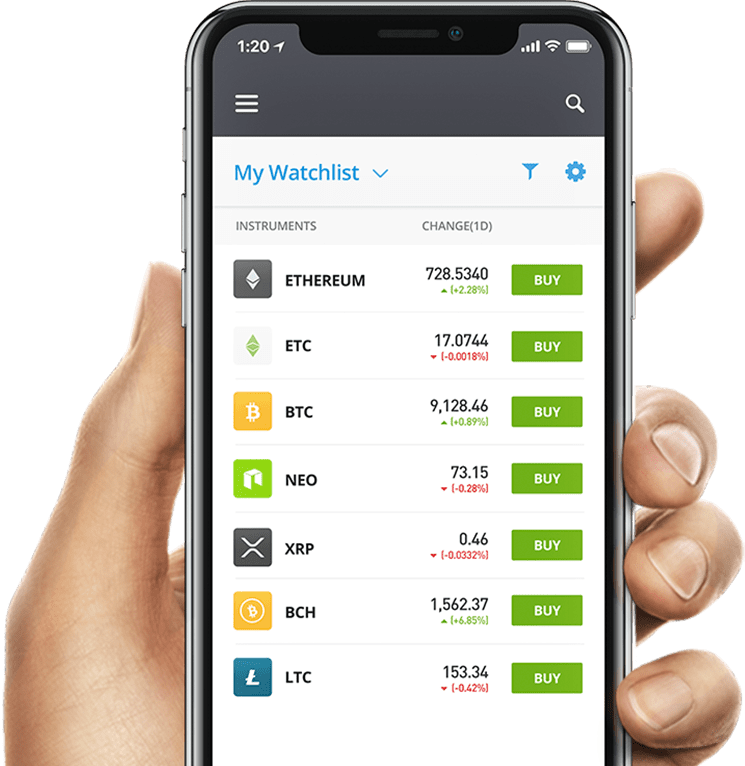 1:20
My Watchlist
INSTRUMENTS CHANGE(1D)
ETHEREUM 728.5340 BUY
(+2.28%)
ETC 17.0744 BUY
(-0.0018%)
BTC 9,128.46 BUY
(+0.89%)
NEO 73.15 BUY
(-0.28%)
XRP 0.46 BUY
(-0.0332%)
BCH 1,562.37 BUY
(+6.85%)
LTC 153.34 BUY
(-0.42%)